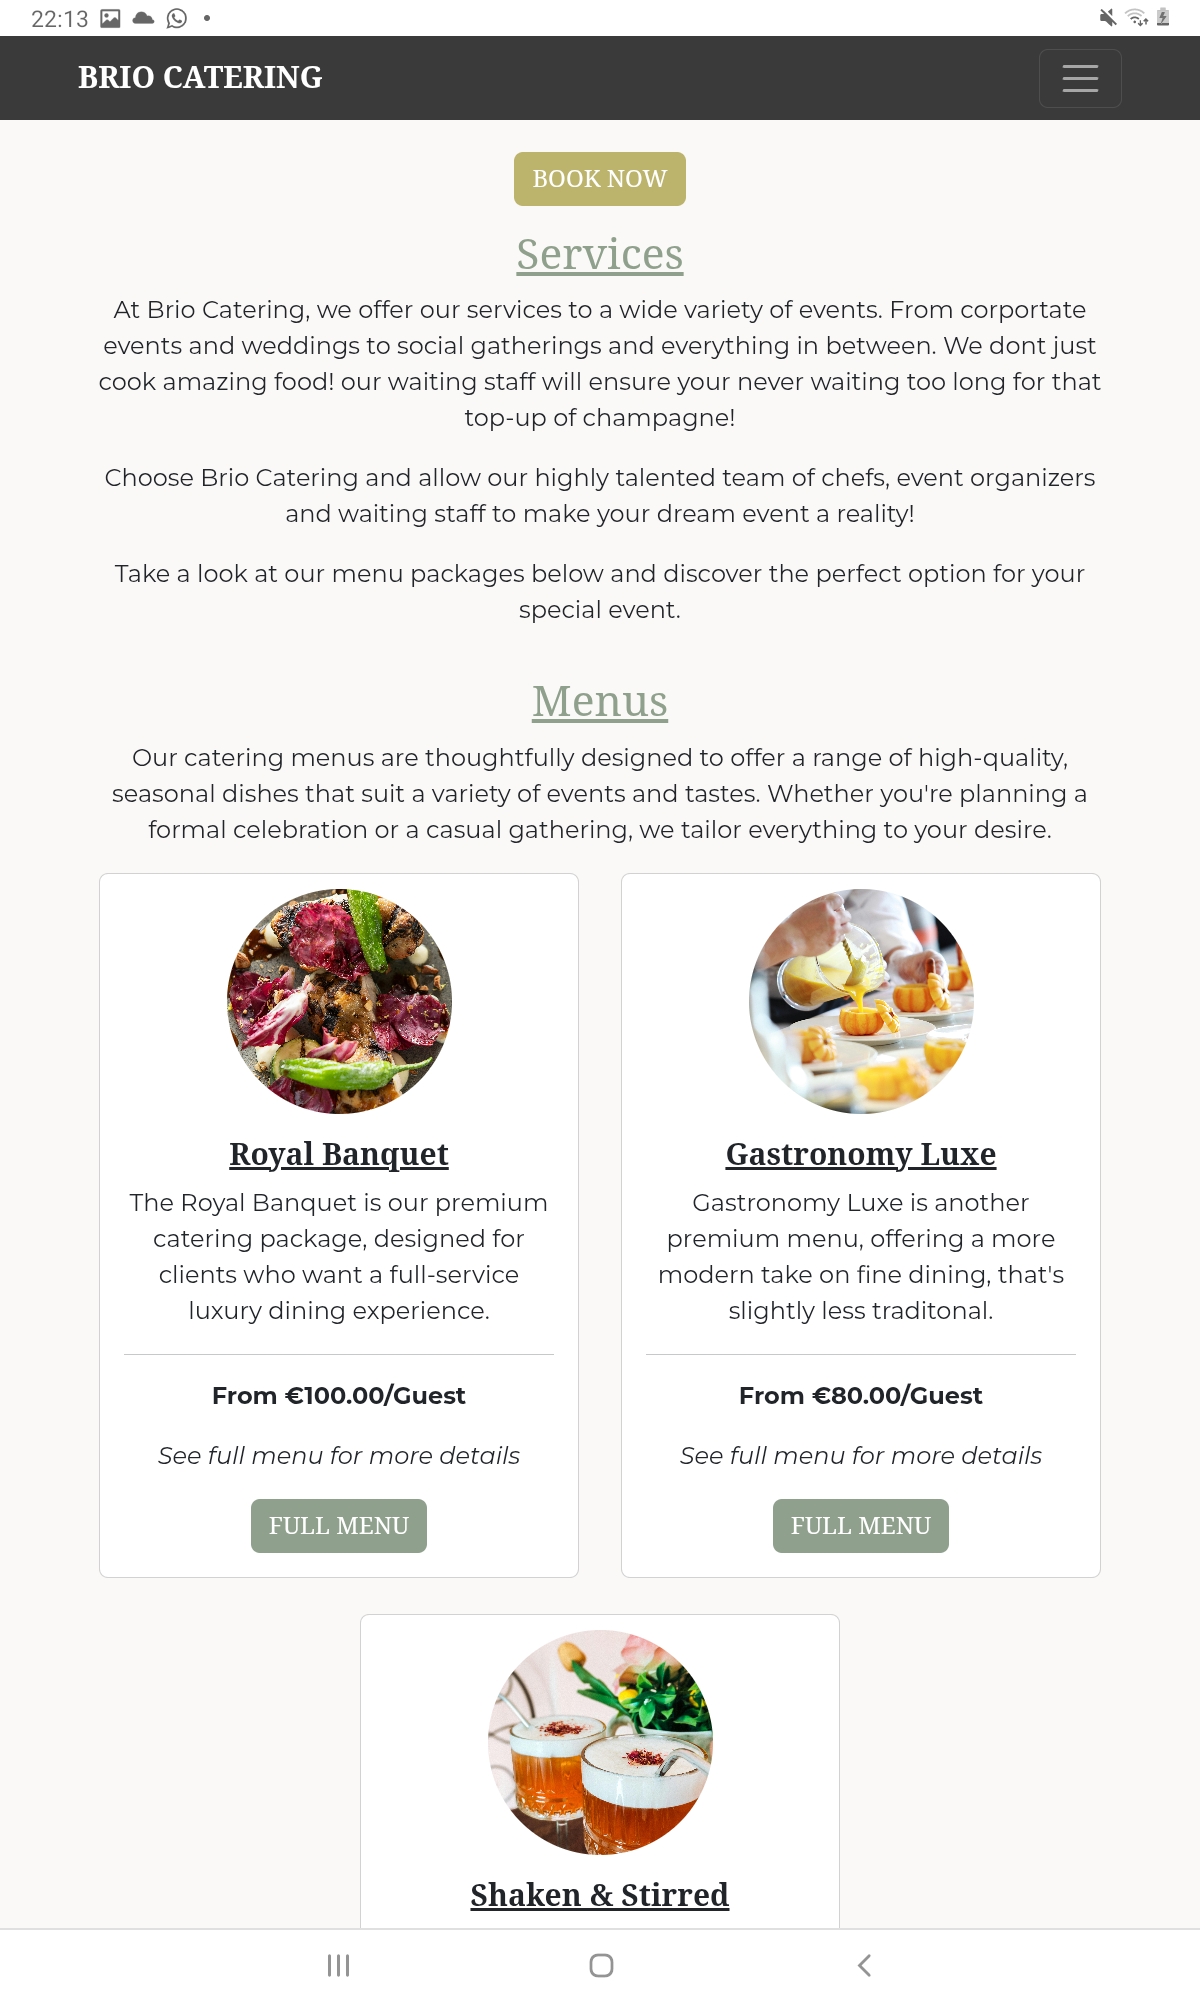 22:13
BRIO CATERING
BOOK NOW
Services
At Brio Catering, we offer our services to a wide variety of events. From corportate
events and weddings to social gatherings and everything in between. We dont just
cook amazing food! our waiting staff will ensure your never waiting too long for that
top-up of champagne!
Choose Brio Catering and allow our highly talented team of chefs, event organizers
and waiting staff to make your dream event a reality!
Take a look at our menu packages below and discover the perfect option for your
special event.
Menus
Our catering menus are thoughtfully designed to offer a range of high-quality,
seasonal dishes that suit a variety of events and tastes. Whether you're planning a
formal celebration or a casual gathering, we tailor everything to your desire.
Royal Banquet
The Royal Banquet is our premium
catering package, designed for
clients who want a full-service
luxury dining experience.
From €100.00/Guest
See full menu for more details
FULL MENU
Gastronomy Luxe
Gastronomy Luxe is another
premium menu, offering a more
modern take on fine dining, that's
slightly less traditonal.
From €80.00/Guest
See full menu for more details
FULL MENU
Shaken & Stirred